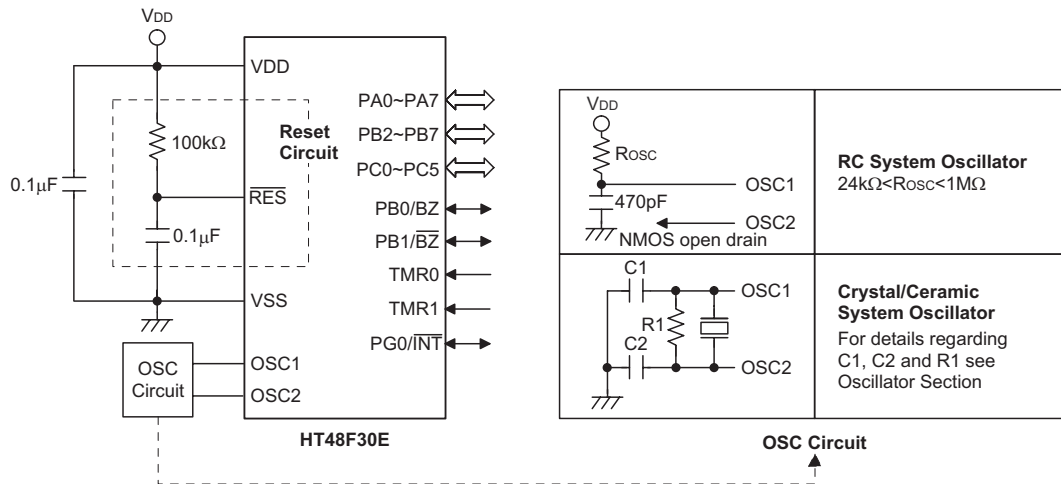 VDD
VDD
100kΩ
Reset
Circuit
0.1μF
RES
0.1μF
VSS
OSC
Circuit
OSC1
OSC2
PA0~PA7
PB2~PB7
PC0~PC5
PB0/BZ
PB1/BZ
TMR0
TMR1
PG0/INT
HT48F30E
VDD
ROSC
OSC1
470pF
OSC2
NMOS open drain
RC System Oscillator
24kΩ<ROSC<1MΩ
C1
OSC1
R1
C2
OSC2
Crystal/Ceramic
System Oscillator
For details regarding
C1, C2 and R1 see
Oscillator Section
OSC Circuit